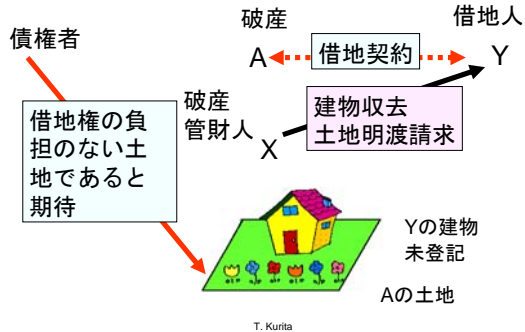 債権者
破産
A
借地契約
借地人
Y
借地権の負
担のない土
地であると
期待
破産
管財人
X
建物収去
土地明渡請求
Yの建物
未登記
Aの土地
T. Kurita